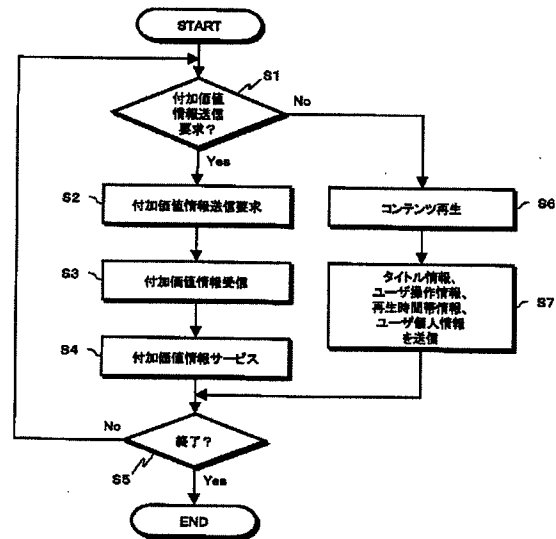 START
S1
付加価値
情報送信
要求?
No
Yes
S2
付加価値情報送信要求
S6
コンテンツ再生
S3
付加価値情報受信
S7
タイトル情報、
ユーザ操作情報、
再生時間帯情報、
ユーザ個人情報
を送信
S4
付加価値情報サービス
No
終了?
S5
Yes
END